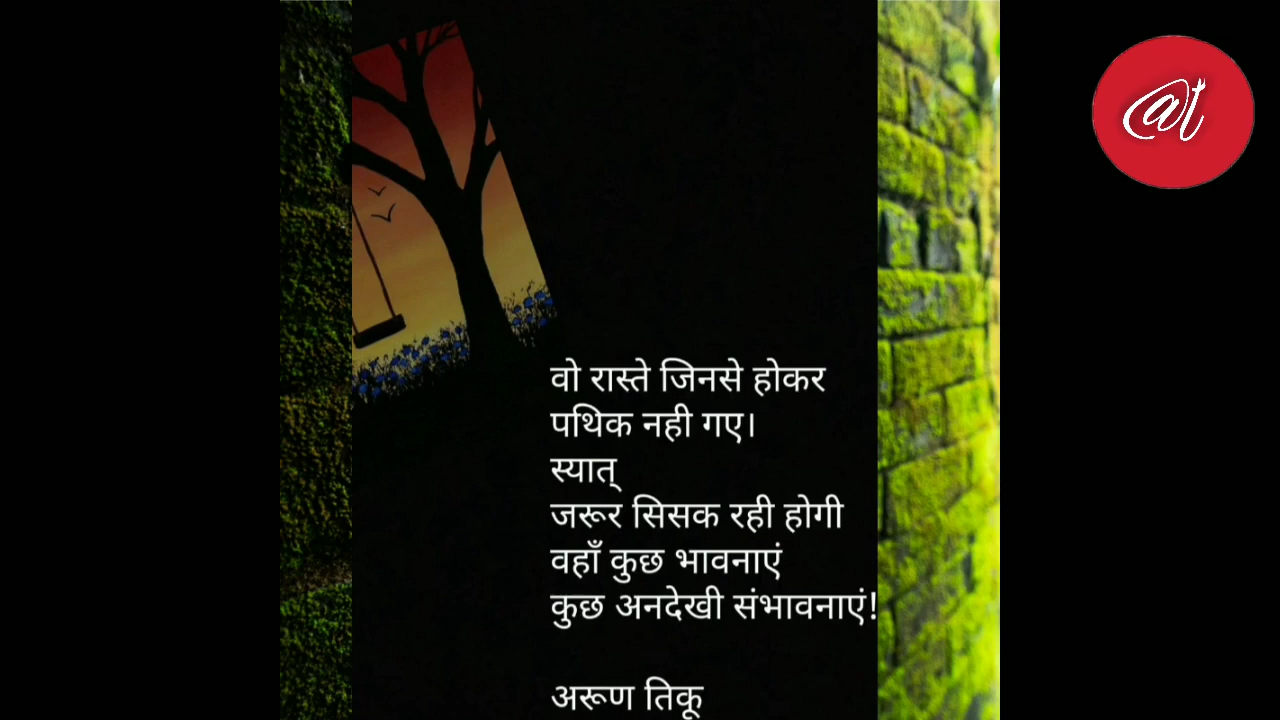 @t
वो रास्ते जिनसे होकर
पथिक नही गए।
स्यात्
जरूर सिसक रही होगी
वहाँ कुछ भावनाएं
कुछ अनदेखी संभावनाएं!
अरूण तिकू